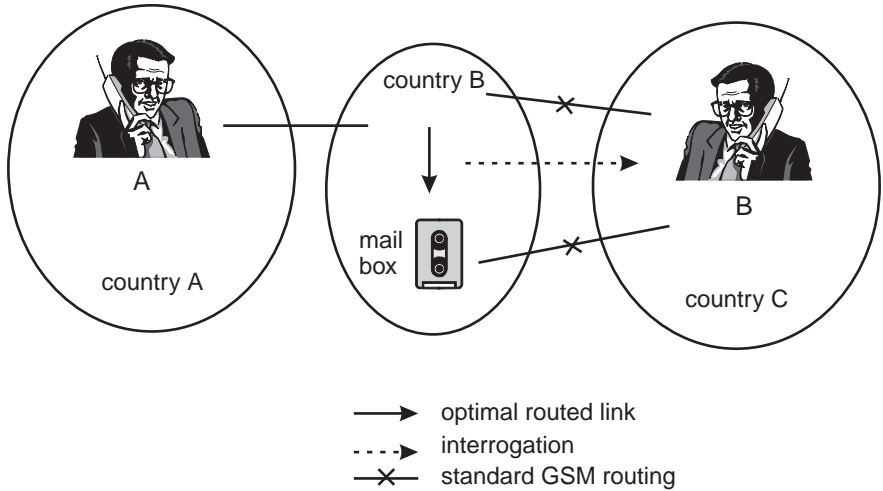 country B
A
B
mail
box
country A
country C
optimal routed link
interrogation
standard GSM routing